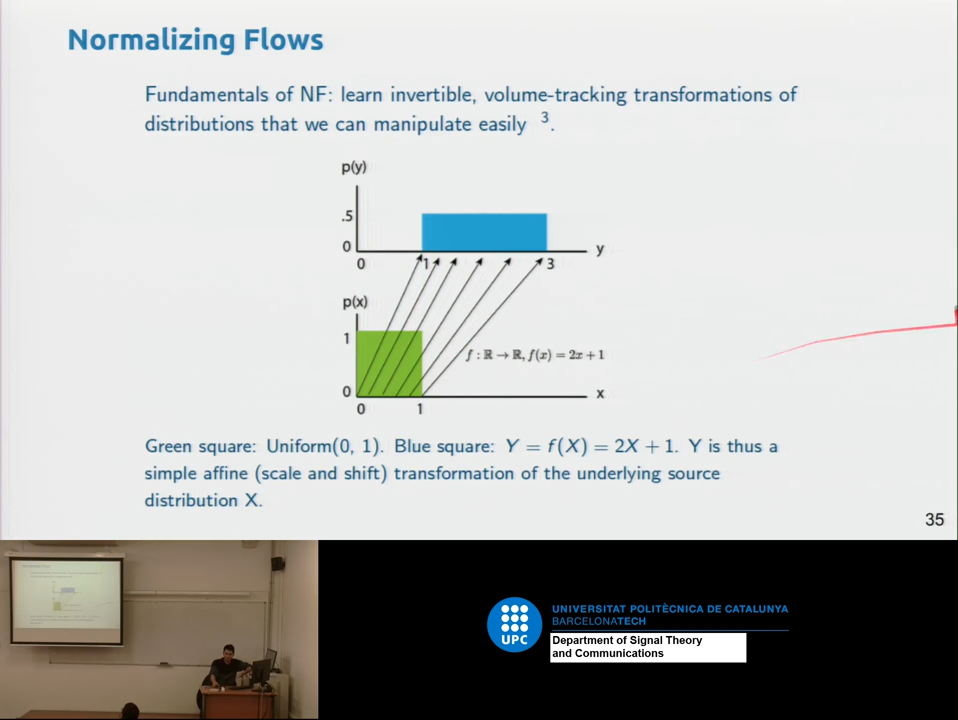 Normalizing Flows
Fundamentals of NF: learn invertible, volume-tracking transformations of
distributions that we can manipulate easily ³.
p(y)
.5
0
y
0 1 3
p(x)
1
f : ℝ → ℝ, f(x) = 2x + 1
0
x
0 1
Green square: Uniform(0, 1). Blue square: Y = f(X) = 2X + 1. Y is thus a
simple affine (scale and shift) transformation of the underlying source
distribution X.
35
UPC
UNIVERSITAT POLITÈCNICA DE CATALUNYA
BARCELONATECH
Department of Signal Theory
and Communications